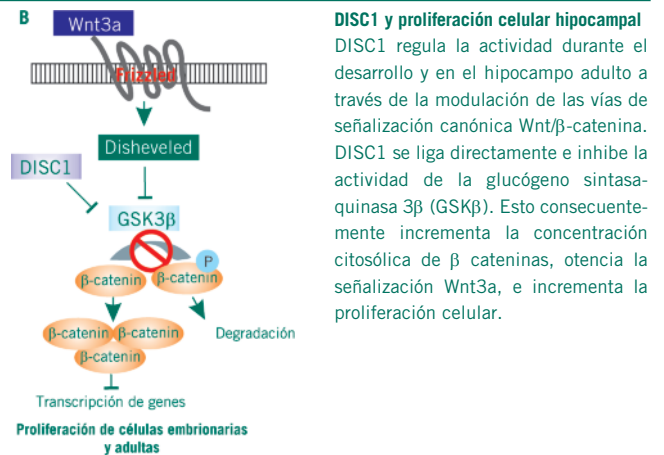 B
Wnt3a
Frizzled
Disheveled
DISC1
GSK3β
P
β-catenin
β-catenin
β-catenin β-catenin
β-catenin
Degradación
Transcripción de genes
Proliferación de células embrionarias
y adultas
DISC1 y proliferación celular hipocampal
DISC1 regula la actividad durante el
desarrollo y en el hipocampo adulto a
través de la modulación de las vías de
señalización canónica Wnt/β-catenina.
DISC1 se liga directamente e inhibe la
actividad de la glucógeno sintasa-
quinasa 3β (GSKβ). Esto consecuente-
mente incrementa la concentración
citosólica de β cateninas, otencia la
señalización Wnt3a, e incrementa la
proliferación celular.